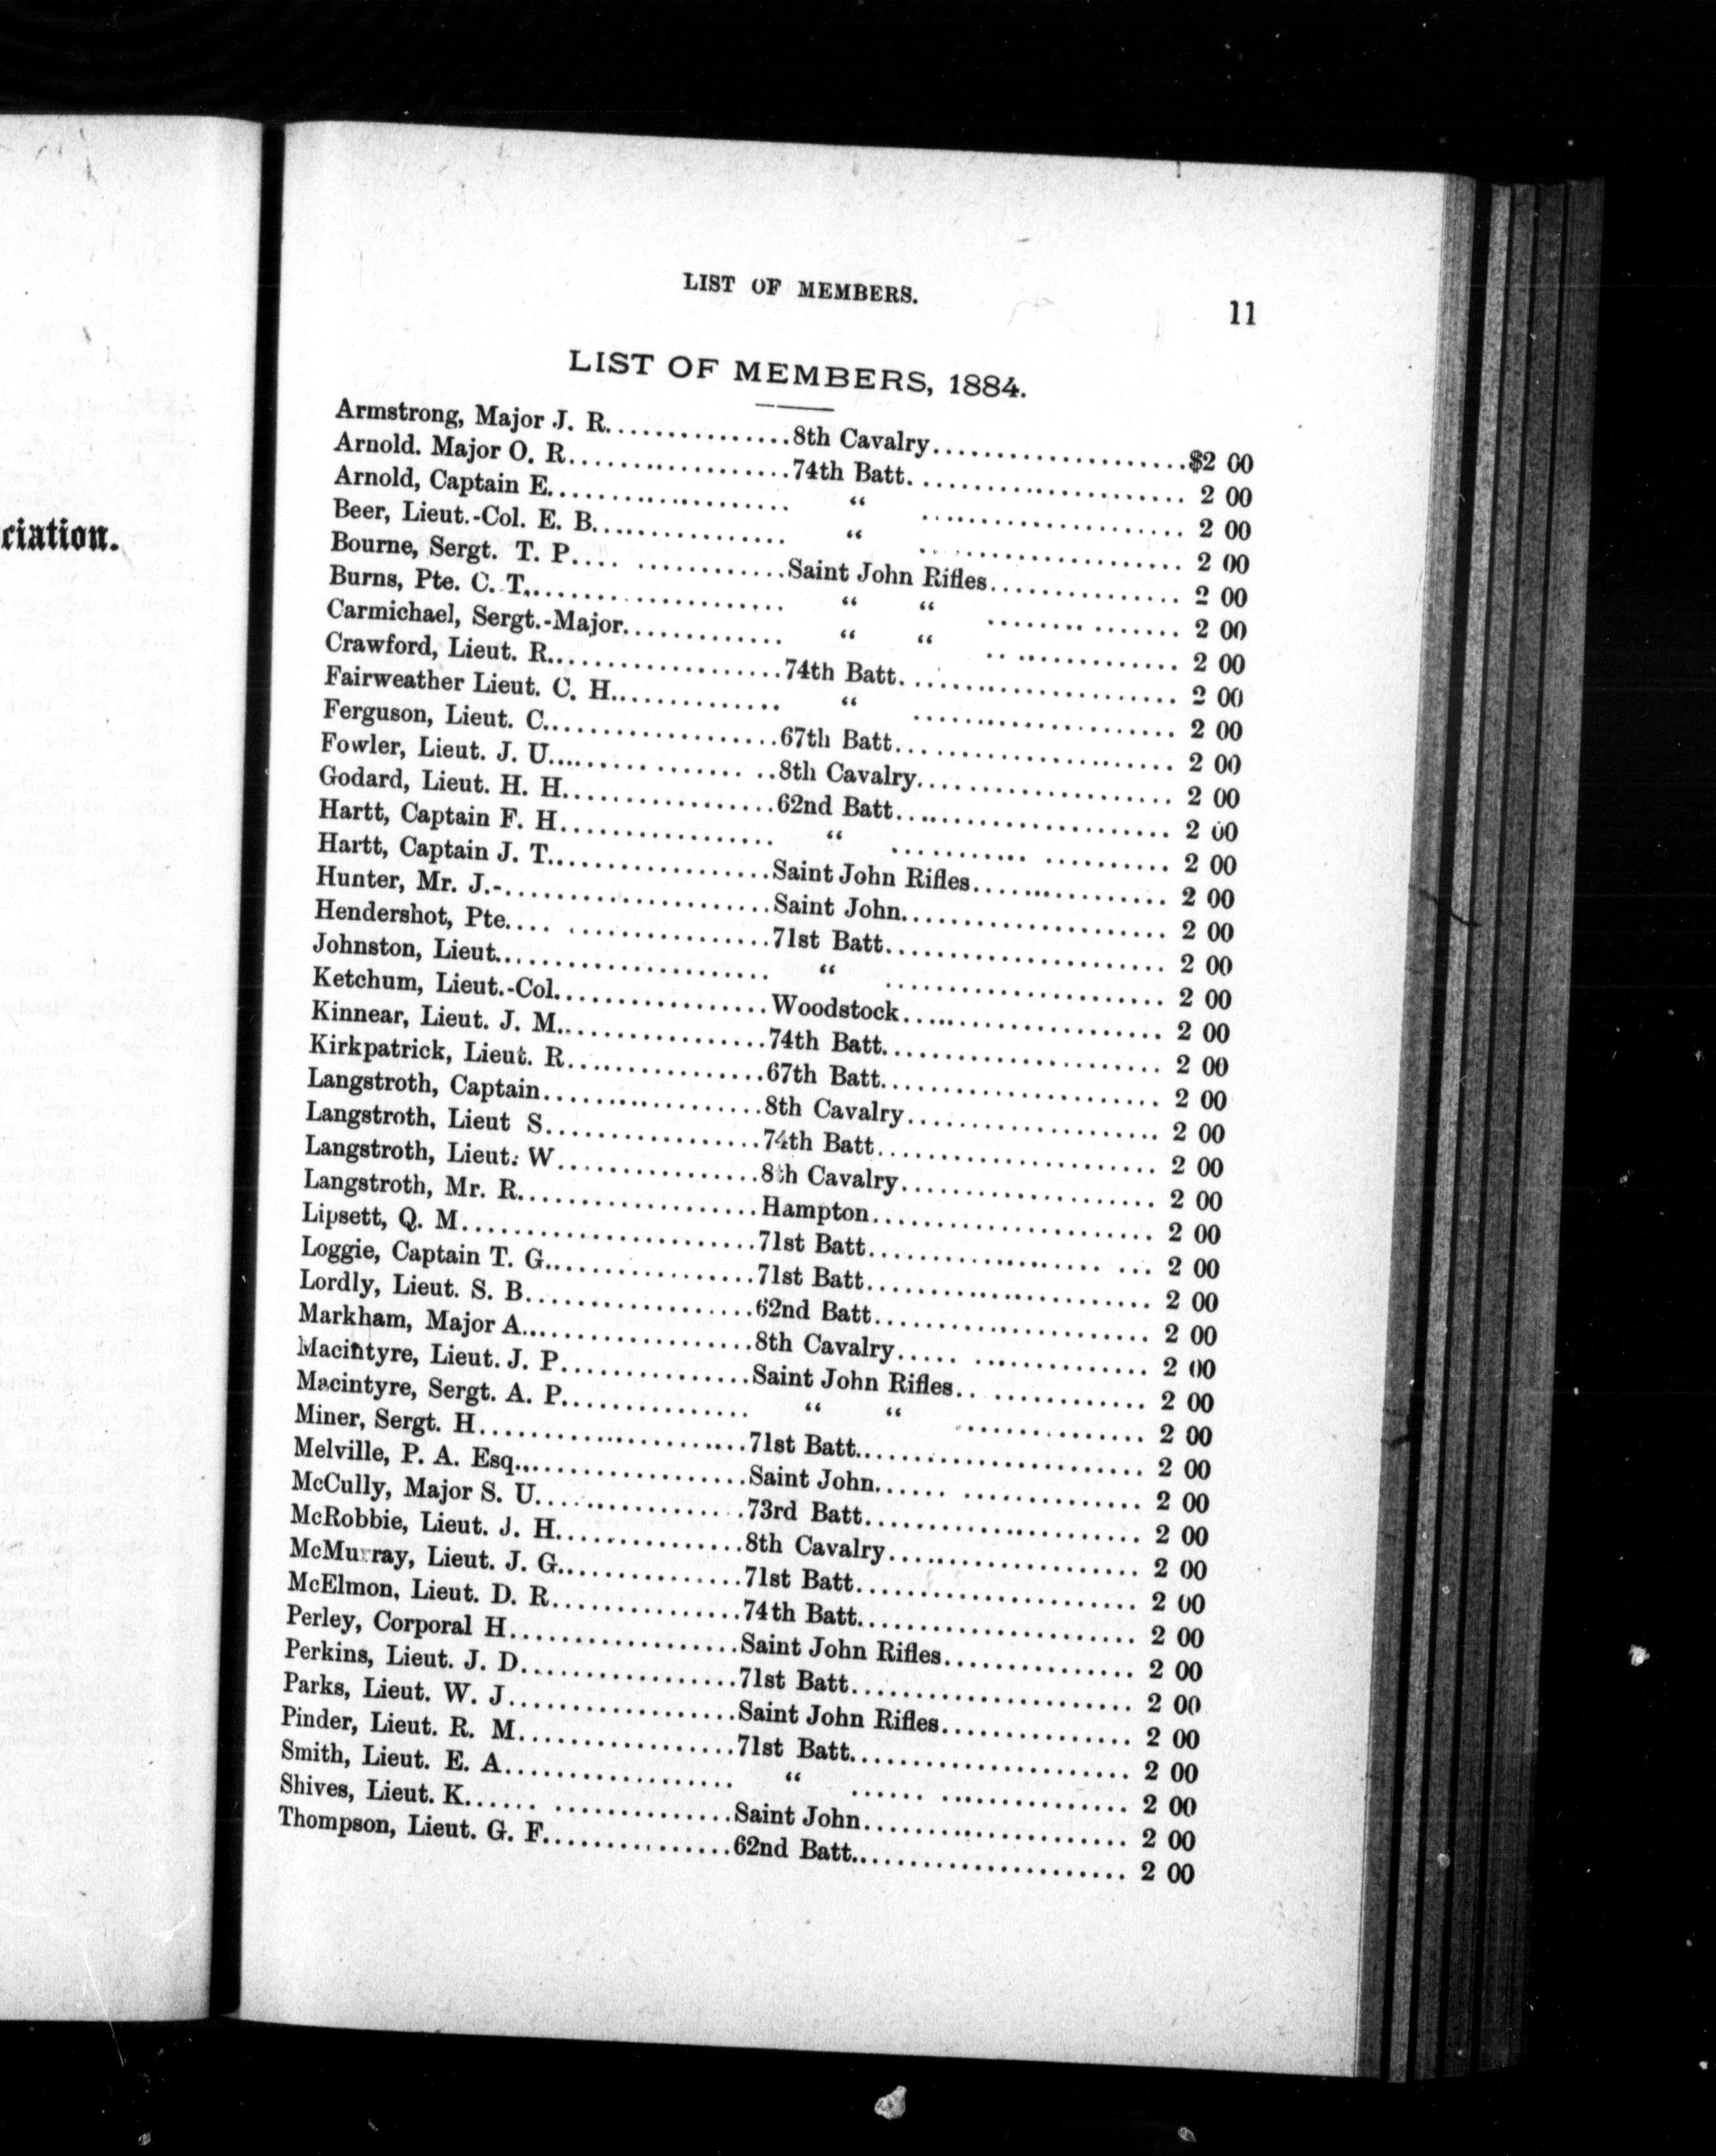 ciation.
LIST OF MEMBERS.
11
LIST OF MEMBERS, 1884.
Armstrong, Major J. R...............8th Cavalry.....................$2 00
Arnold. Major O. R..................74th Batt....................... 2 00
Arnold, Captain E.................... “ ...................... 2 00
Beer, Lieut.-Col. E. B................ “ ...................... 2 00
Bourne, Sergt. T. P.... ............Saint John Rifles................ 2 00
Burns, Pte. C. T...................... “ “ ........ ....... 2 00
Carmichael, Sergt.-Major............. “ “ .. .............. 2 00
Crawford, Lieut. R...................74th Batt....................... 2 00
Fairweather Lieut. C. H.............. “ ...................... 2 00
Ferguson, Lieut. C...................67th Batt....................... 2 00
Fowler, Lieut. J. U.............. ..8th Cavalry..................... 2 00
Godard, Lieut. H. H..................62nd Batt....................... 2 00
Hartt, Captain F. H.................. “ ........... .......... 2 00
Hartt, Captain J. T..................Saint John Rifles................ 2 00
Hunter, Mr. J.-......................Saint John...................... 2 00
Hendershot, Pte.... .................71st Batt....................... 2 00
Johnston, Lieut....................... “ ....................... 2 00
Ketchum, Lieut.-Col..................Woodstock..................... 2 00
Kinnear, Lieut. J. M.................74th Batt....................... 2 00
Kirkpatrick, Lieut. R................67th Batt....................... 2 00
Langstroth, Captain..................8th Cavalry..................... 2 00
Langstroth, Lieut S..................74th Batt....................... 2 00
Langstroth, Lieut. W.................8th Cavalry..................... 2 00
Langstroth, Mr. R....................Hampton....................... 2 00
Lipsett, Q. M........................71st Batt...................... ... 2 00
Loggie, Captain T. G.................71st Batt....................... 2 00
Lordly, Lieut. S. B..................62nd Batt....................... 2 00
Markham, Major A...................8th Cavalry..... .............. 2 00
Macintyre, Lieut. J. P...............Saint John Rifles.. ............. 2 00
Macintyre, Sergt. A. P............... “ “ ............... 2 00
Miner, Sergt. H......................71st Batt....................... 2 00
Melville, P. A. Esq..................Saint John...... ............... 2 00
McCully, Major S. U..................73rd Batt....................... 2 00
McRobbie, Lieut. J. H................8th Cavalry..................... 2 00
McMurray, Lieut. J. G................71st Batt....................... 2 00
McElmon, Lieut. D. R................74th Batt....................... 2 00
Perley, Corporal H...................Saint John Rifles................ 2 00
Perkins, Lieut. J. D..................71st Batt....................... 2 00
Parks, Lieut. W. J...................Saint John Rifles................ 2 00
Pinder, Lieut. R. M..................71st Batt....................... 2 00
Smith, Lieut. E. A................... “ ...... ................ 2 00
Shives, Lieut. K...... ...............Saint John...................... 2 00
Thompson, Lieut. G. F...............62nd Batt....................... 2 00